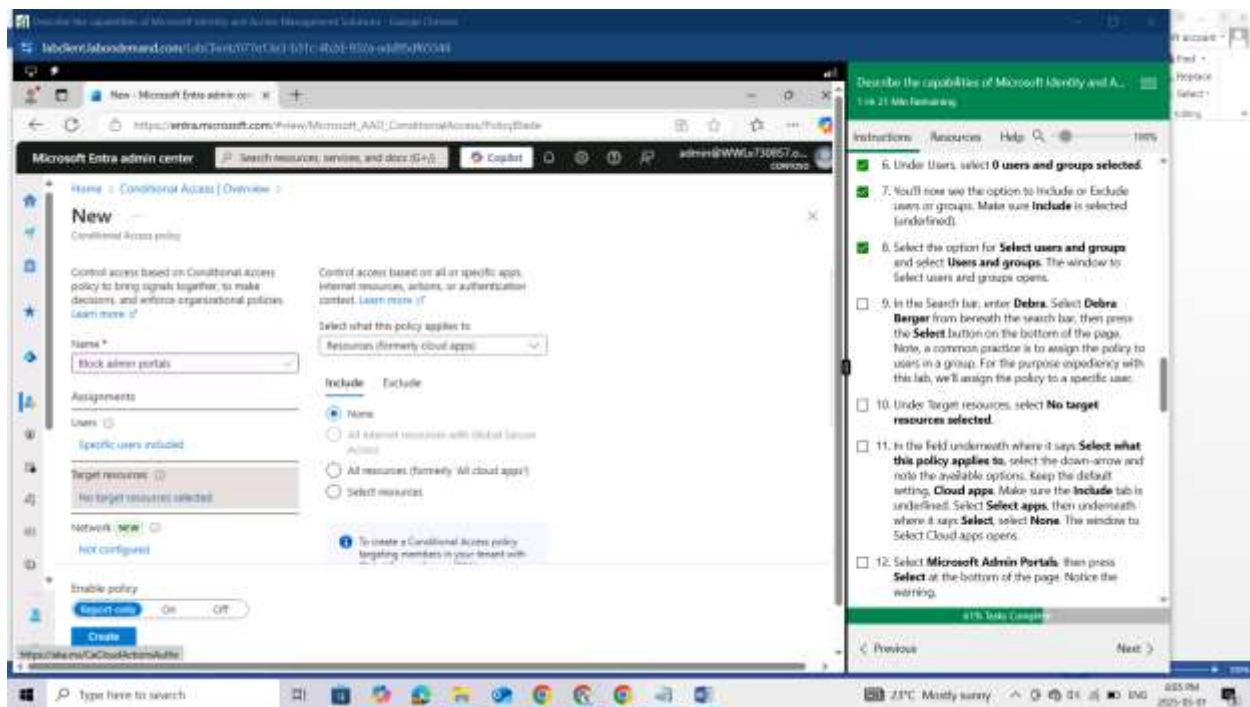 Describe the capabilities of Microsoft Identity and Access Management Solutions - Google Chrome
New - Microsoft Entra admin cen
Microsoft Entra admin center
Search resources, services, and docs (G+/)
Copilot
CONTOSO
Home > Conditional Access | Overview >
New
Conditional Access policy
Control access based on Conditional Access
policy to bring signals together, to make
decisions, and enforce organizational policies.
Learn more
Name *
Block admin portals
Assignments
Users
Specific users included
Target resources
No target resources selected
Network NEW
Not configured
Control access based on all or specific apps,
internet resources, actions, or authentication
context. Learn more
Select what this policy applies to
Resources (formerly cloud apps)
Include Exclude
None
All internet resources with Global Secure
Access
All resources (formerly 'All cloud apps')
Select resources
To create a Conditional Access policy
targeting members in your tenant with
Enable policy
Report-only On Off
Create
Describe the capabilities of Microsoft Identity and A...
1 Hr 21 Min Remaining
Instructions Resources Help 100%
6. Under Users, select 0 users and groups selected.
7. You'll now see the option to Include or Exclude
users or groups. Make sure Include is selected
(underlined).
8. Select the option for Select users and groups
and select Users and groups. The window to
Select users and groups opens.
9. In the Search bar, enter Debra. Select Debra
Berger from beneath the search bar, then press
the Select button on the bottom of the page.
Note, a common practice is to assign the policy to
users in a group. For the purpose expediency with
this lab, we'll assign the policy to a specific user.
10. Under Target resources, select No target
resources selected.
11. In the field underneath where it says Select what
this policy applies to, select the down-arrow and
note the available options. Keep the default
setting, Cloud apps. Make sure the Include tab is
underlined. Select Select apps, then underneath
where it says Select, select None. The window to
Select Cloud apps opens.
12. Select Microsoft Admin Portals, then press
Select at the bottom of the page. Notice the
warning.
61% Tasks Complete
< Previous Next >
Find
Replace
Select
Type here to search
23°C Mostly sunny
ENG